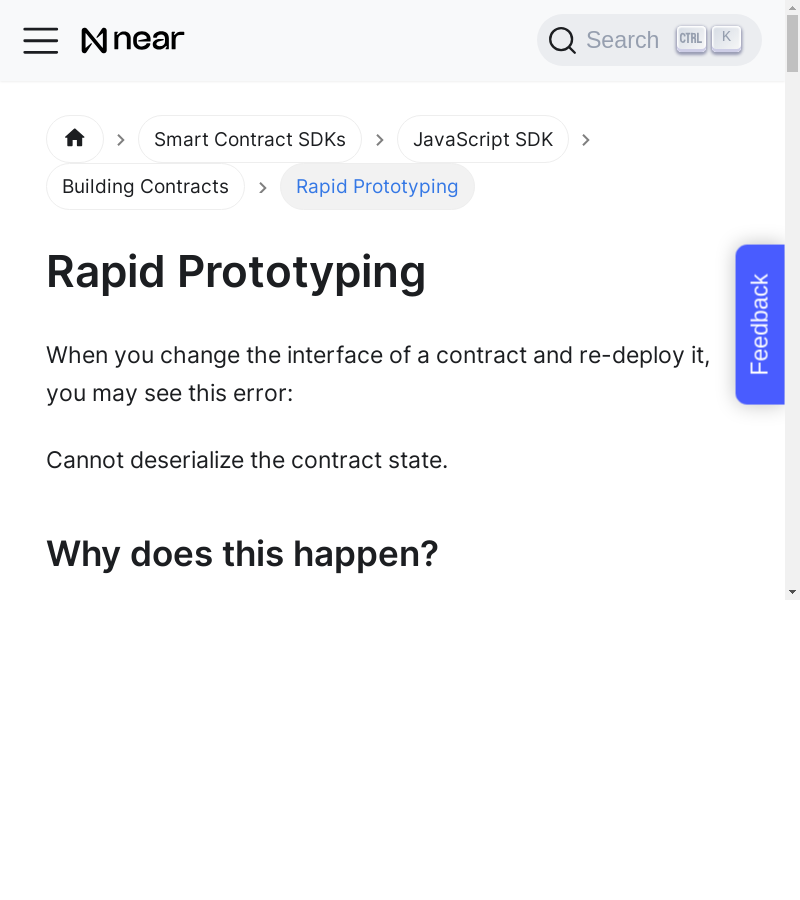 near
Search CTRL K
Smart Contract SDKs JavaScript SDK
Building Contracts Rapid Prototyping
Rapid Prototyping
Feedback
When you change the interface of a contract and re-deploy it,
you may see this error:
Cannot deserialize the contract state.
Why does this happen?